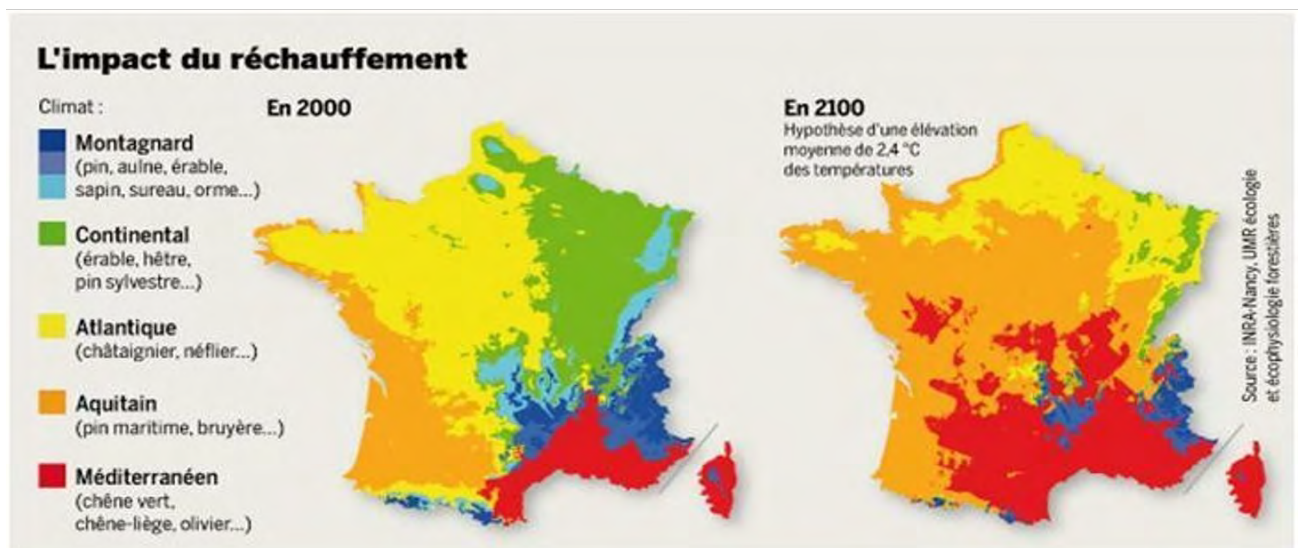 L'impact du réchauffement
Climat :
Montagnard
(pin, aulne, érable,
sapin, sureau, orme...)
Continental
(érable, hêtre,
pin sylvestre...)
Atlantique
(châtaignier, néflier...)
Aquitain
(pin maritime, bruyère...)
Méditerranéen
(chêne vert,
chêne-liège, olivier...)
En 2000
En 2100
Hypothèse d'une élévation
moyenne de 2,4 °C
des températures
Source : INRA-Nancy, UMR écologie
et écophysiologie forestières